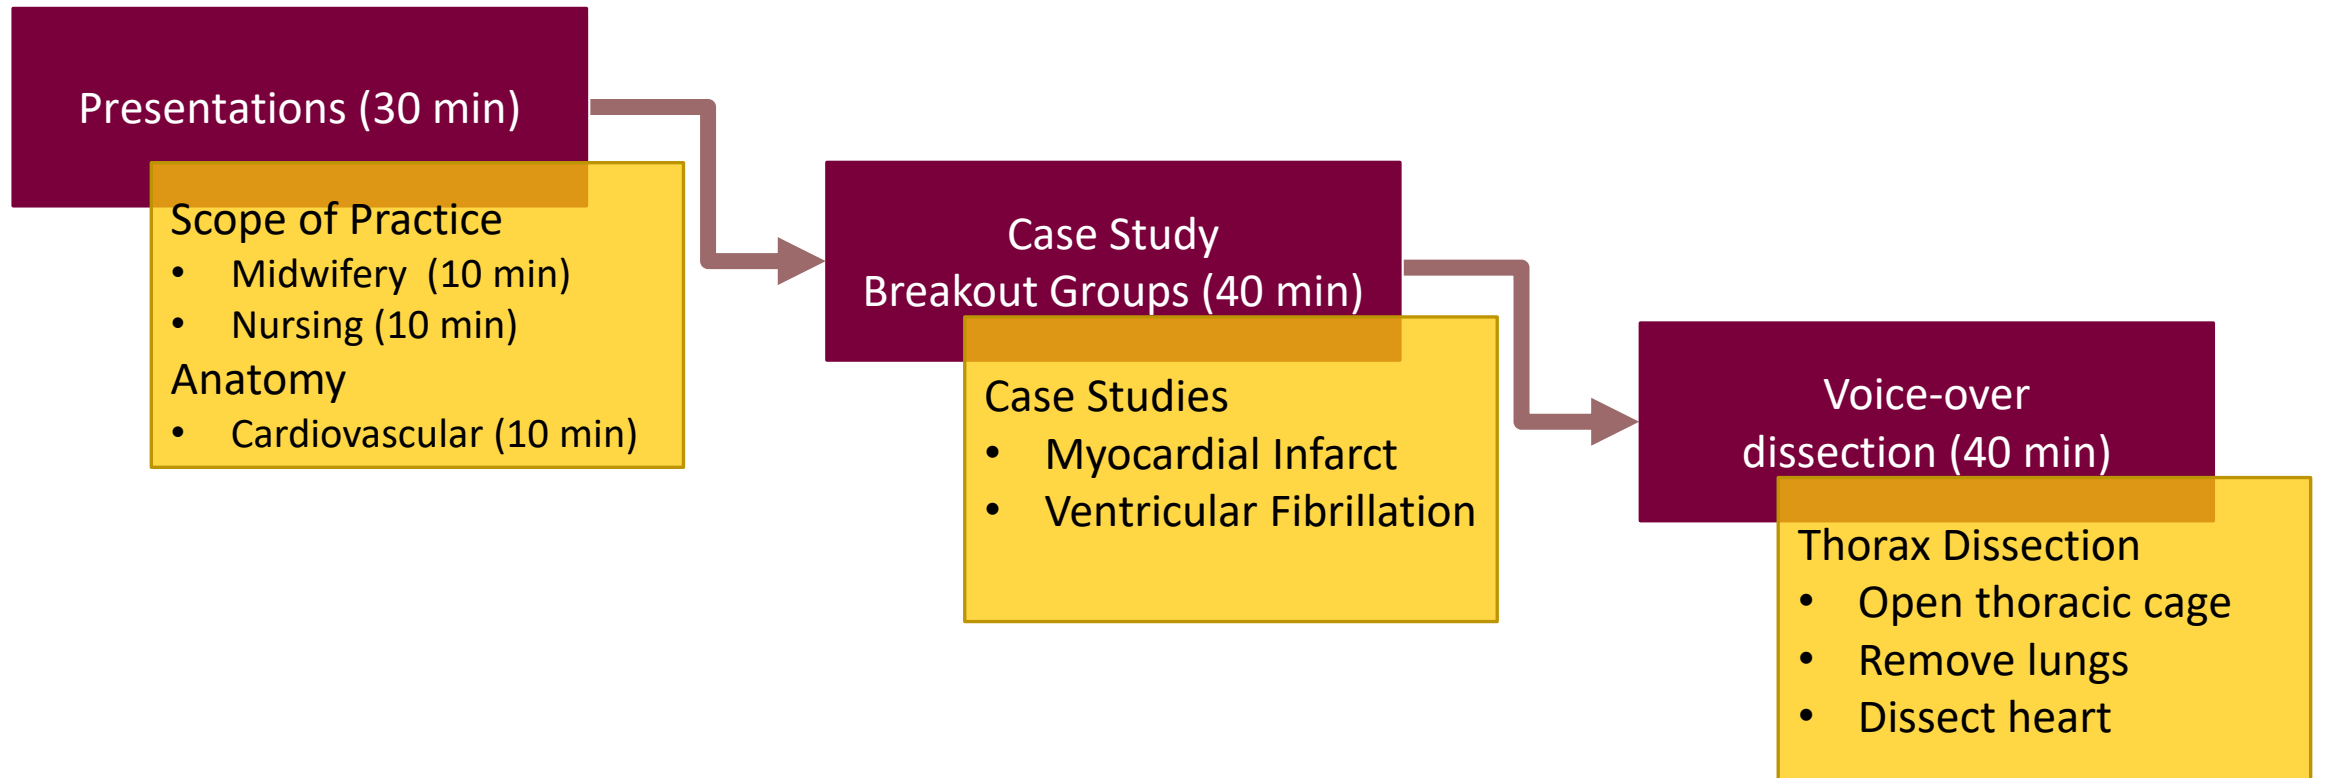 Presentations (30 min)
Scope of Practice
• Midwifery (10 min)
• Nursing (10 min)
Anatomy
• Cardiovascular (10 min)
Case Study
Breakout Groups (40 min)
Case Studies
• Myocardial Infarct
• Ventricular Fibrillation
Voice-over
dissection (40 min)
Thorax Dissection
• Open thoracic cage
• Remove lungs
• Dissect heart